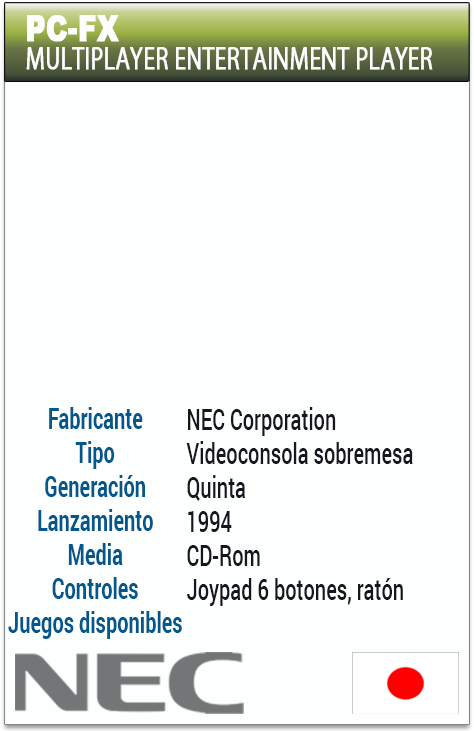 PC-FX
MULTIPLAYER ENTERTAINMENT PLAYER
Fabricante NEC Corporation
Tipo Videoconsola sobremesa
Generación Quinta
Lanzamiento 1994
Media CD-Rom
Controles Joypad 6 botones, ratón
Juegos disponibles
NEC